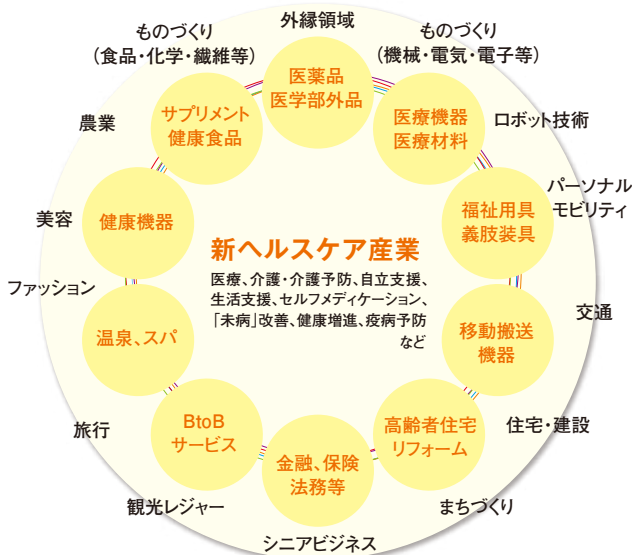 外縁領域
ものづくり
（食品・化学・繊維等）
ものづくり
（機械・電気・電子等）
医薬品
医学部外品
サプリメント
健康食品
医療機器
医療材料
農業
ロボット技術
パーソナル
モビリティ
美容
健康機器
福祉用具
義肢装具
新ヘルスケア産業
医療、介護・介護予防、自立支援、
生活支援、セルフメディケーション、
「未病」改善、健康増進、疫病予防
など
ファッション
交通
温泉、スパ
移動搬送
機器
旅行
BtoB
サービス
高齢者住宅
リフォーム
住宅・建設
金融、保険
法務等
観光レジャー
まちづくり
シニアビジネス